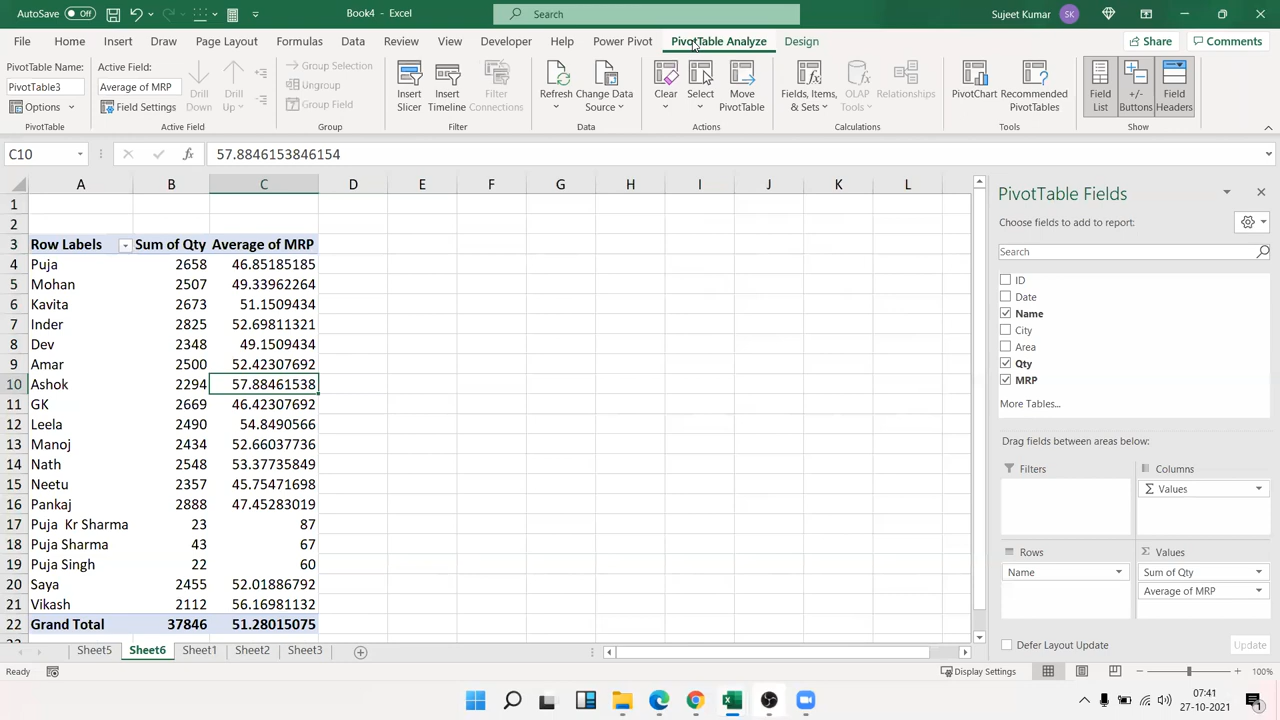 AutoSave Off Book4 - Excel Search Sujeet Kumar SK
File Home Insert Draw Page Layout Formulas Data Review View Developer Help Power Pivot PivotTable Analyze Design Share Comments
PivotTable Name: Active Field: Group Selection
PivotTable3 Average of MRP Ungroup
Options Field Settings Group Field
Drill Down Drill Up
Insert Slicer Insert Timeline Filter Connections
Refresh Change Data Source
Clear Select Move PivotTable
Fields, Items, & Sets OLAP Tools Relationships
PivotChart Recommended PivotTables
Field List +/- Buttons Field Headers
PivotTable Active Field Group Filter Data Actions Calculations Tools Show
C10 fx 57.8846153846154
A B C D E F G H I J K L
1
2
3 Row Labels Sum of Qty Average of MRP
4 Puja 2658 46.85185185
5 Mohan 2507 49.33962264
6 Kavita 2673 51.1509434
7 Inder 2825 52.69811321
8 Dev 2348 49.1509434
9 Amar 2500 52.42307692
10 Ashok 2294 57.88461538
11 GK 2669 46.42307692
12 Leela 2490 54.8490566
13 Manoj 2434 52.66037736
14 Nath 2548 53.37735849
15 Neetu 2357 45.75471698
16 Pankaj 2888 47.45283019
17 Puja  Kr Sharma 23 87
18 Puja Sharma 43 67
19 Puja Singh 22 60
20 Saya 2455 52.01886792
21 Vikash 2112 56.16981132
22 Grand Total 37846 51.28015075
PivotTable Fields
Choose fields to add to report:
Search
ID
Date
Name
City
Area
Qty
MRP
More Tables...
Drag fields between areas below:
Filters Columns
Σ Values
Rows Σ Values
Name Sum of Qty
Average of MRP
Defer Layout Update Update
Sheet5 Sheet6 Sheet1 Sheet2 Sheet3
Ready Display Settings 100%
07:41
27-10-2021